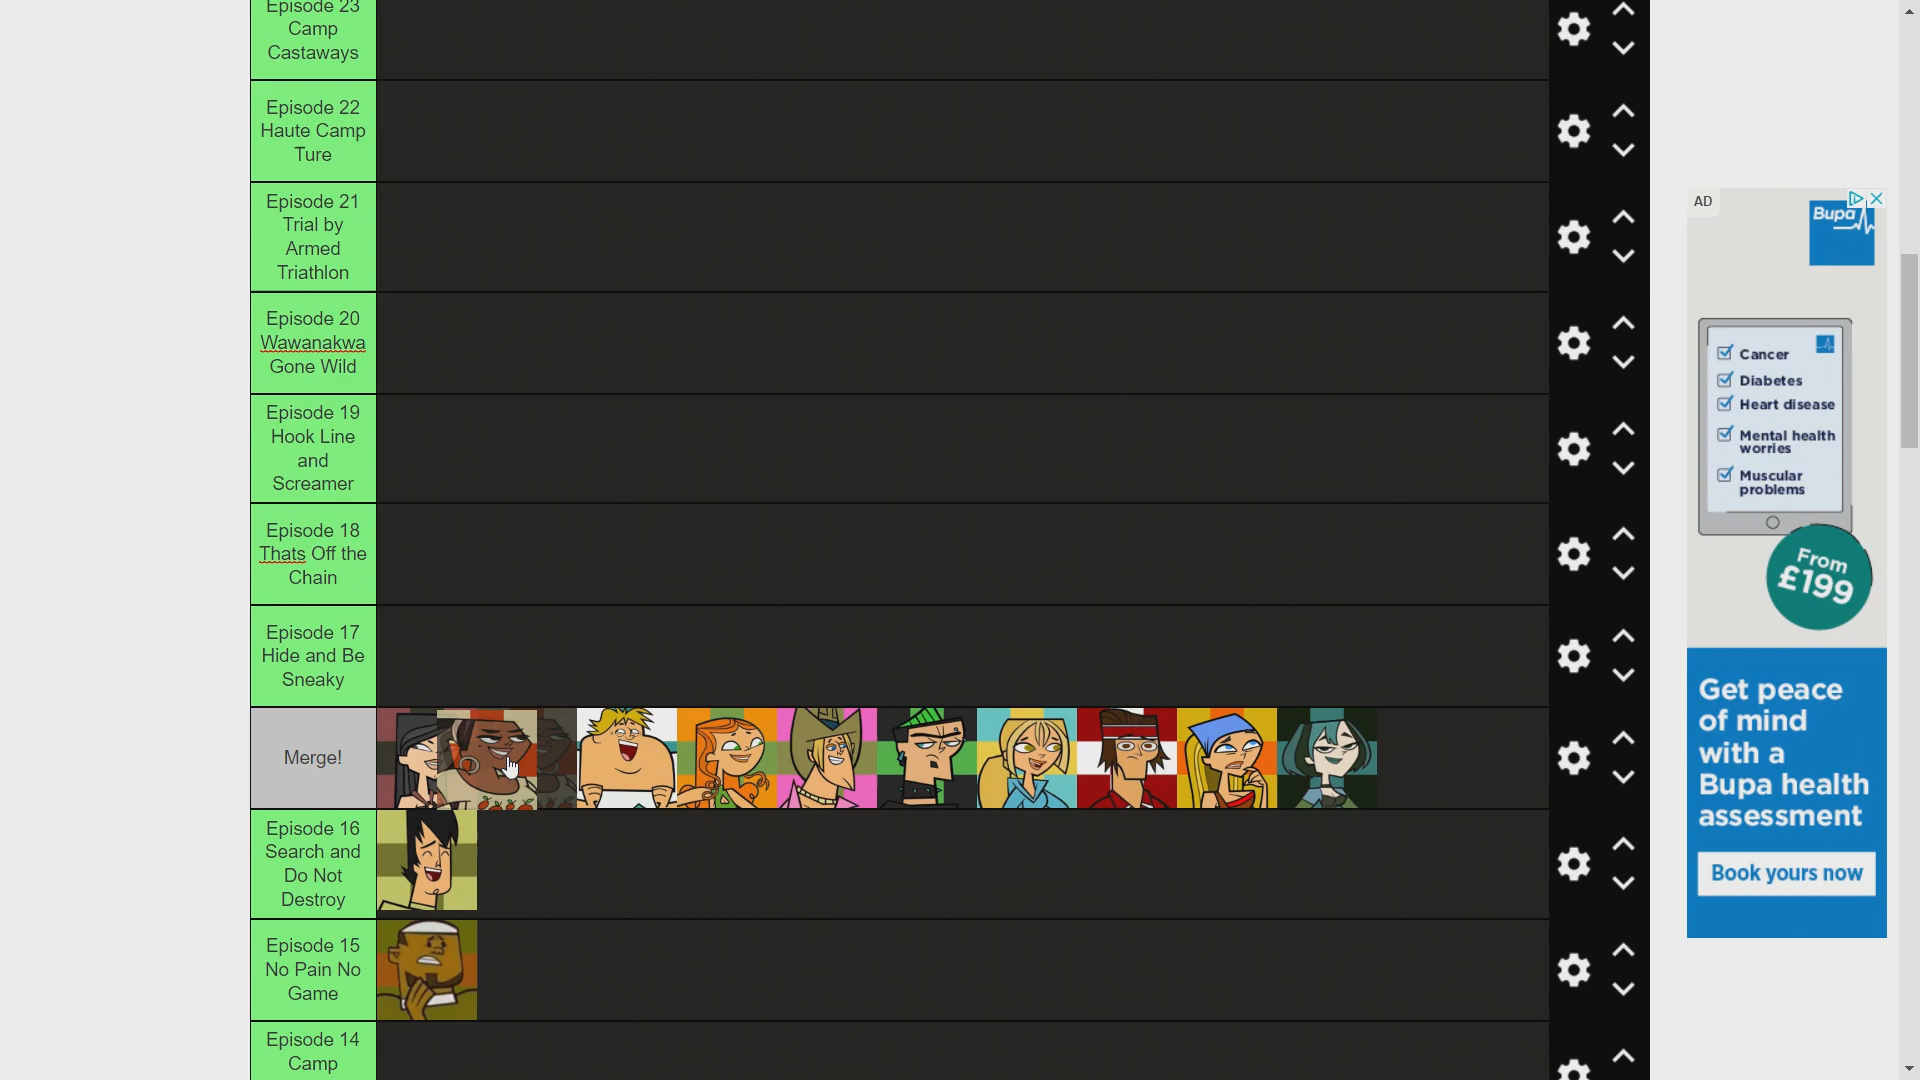 Episode 23
Camp
Castaways
Episode 22
Haute Camp
Ture
Episode 21
Trial by
Armed
Triathlon
Episode 20
Wawanakwa
Gone Wild
Episode 19
Hook Line
and
Screamer
Episode 18
Thats Off the
Chain
Episode 17
Hide and Be
Sneaky
Merge!
Episode 16
Search and
Do Not
Destroy
Episode 15
No Pain No
Game
Episode 14
Camp
AD
Bupa
Cancer
Diabetes
Heart disease
Mental health
worries
Muscular
problems
From
£199
Get peace
of mind
with a
Bupa health
assessment
Book yours now